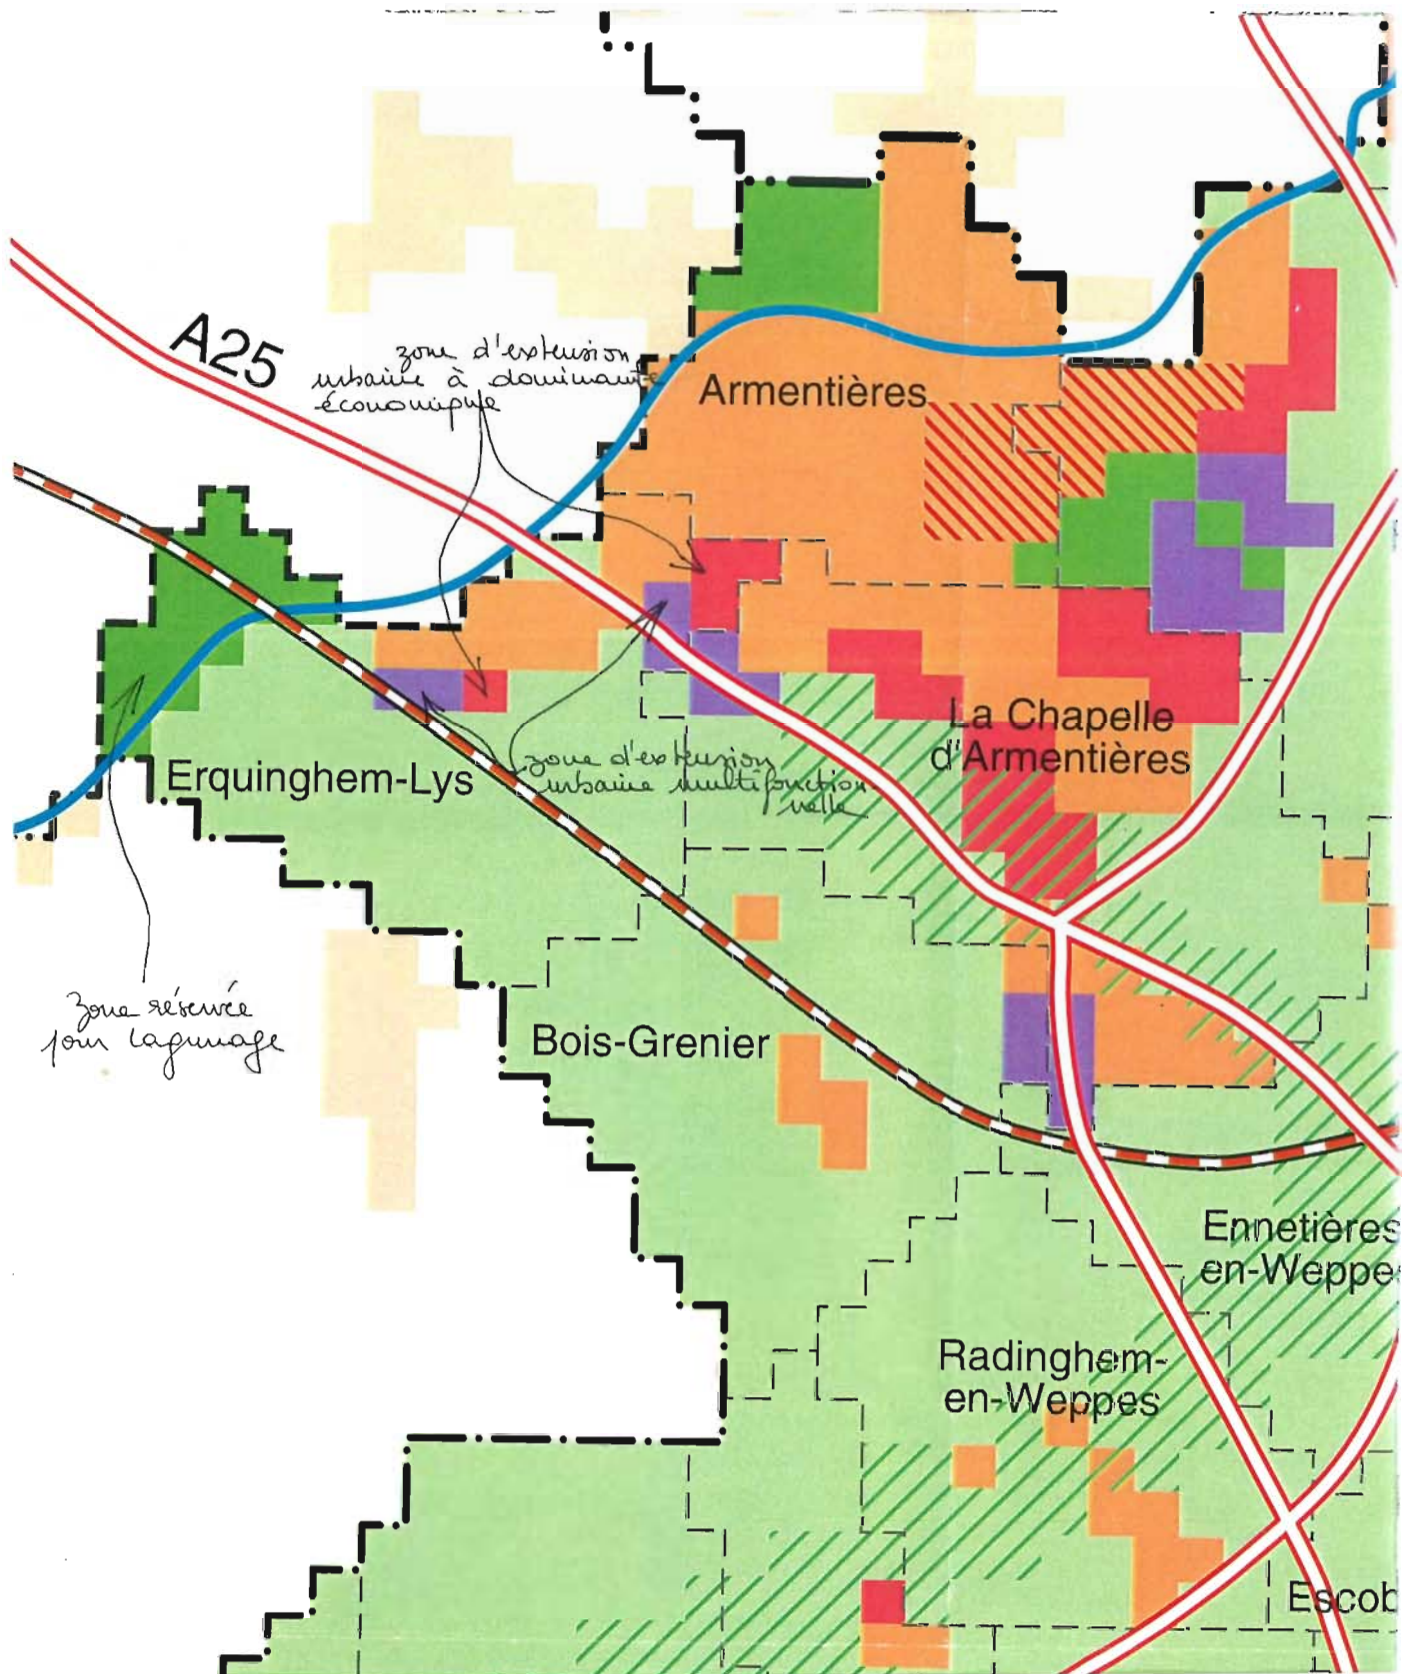 A25
zone d'extension
urbaine à dominante
économique
Armentières
La Chapelle
d'Armentières
zone d'extension
urbaine multifonction
nelle
Erquinghem-Lys
zone réservée
pour lagunage
Bois-Grenier
Ennetières
en-Weppe
Radinghem-
en-Weppes
Escob